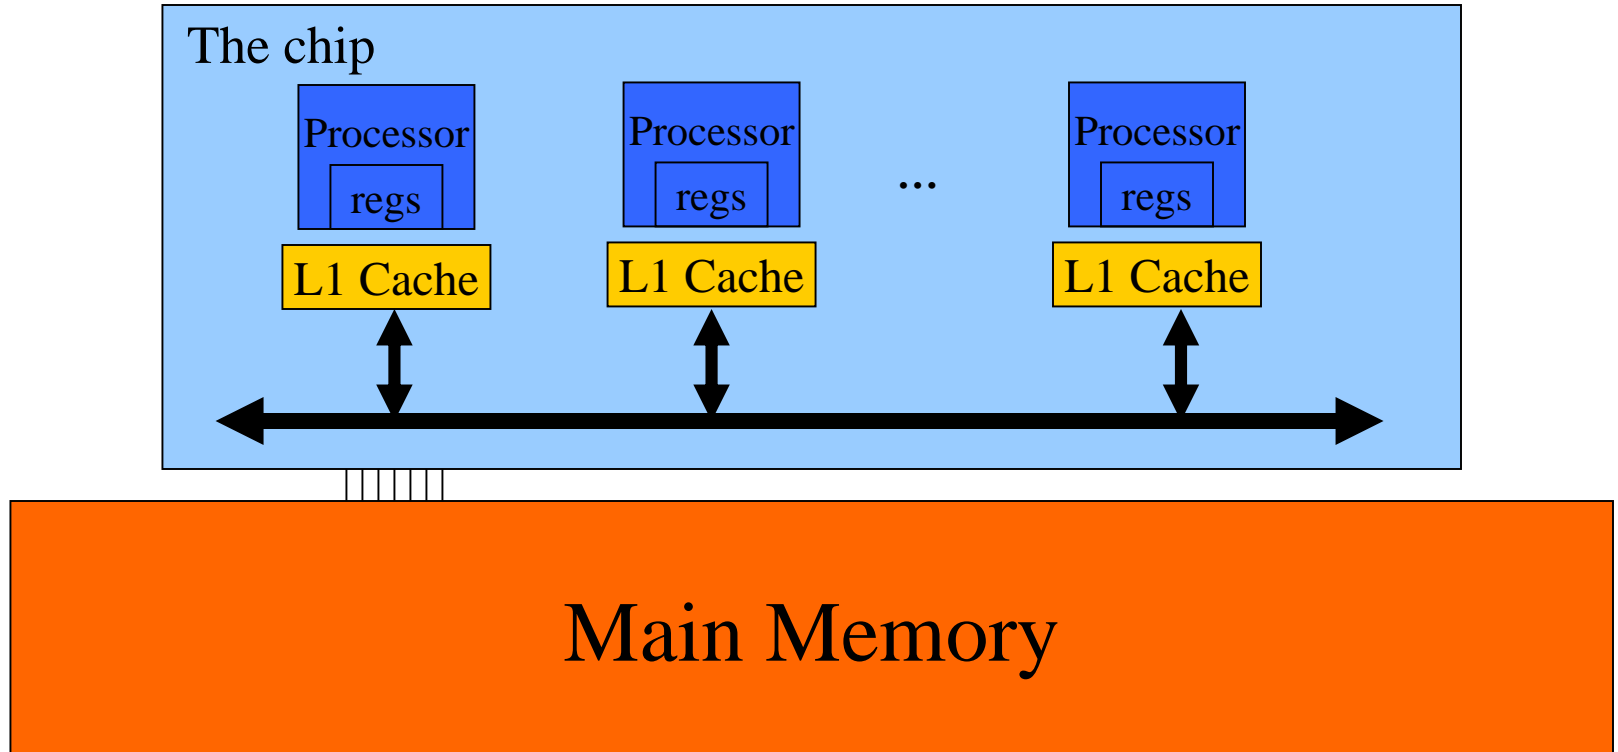 The chip
Processor
regs
L1 Cache
Processor
regs
L1 Cache
...
Processor
regs
L1 Cache
Main Memory